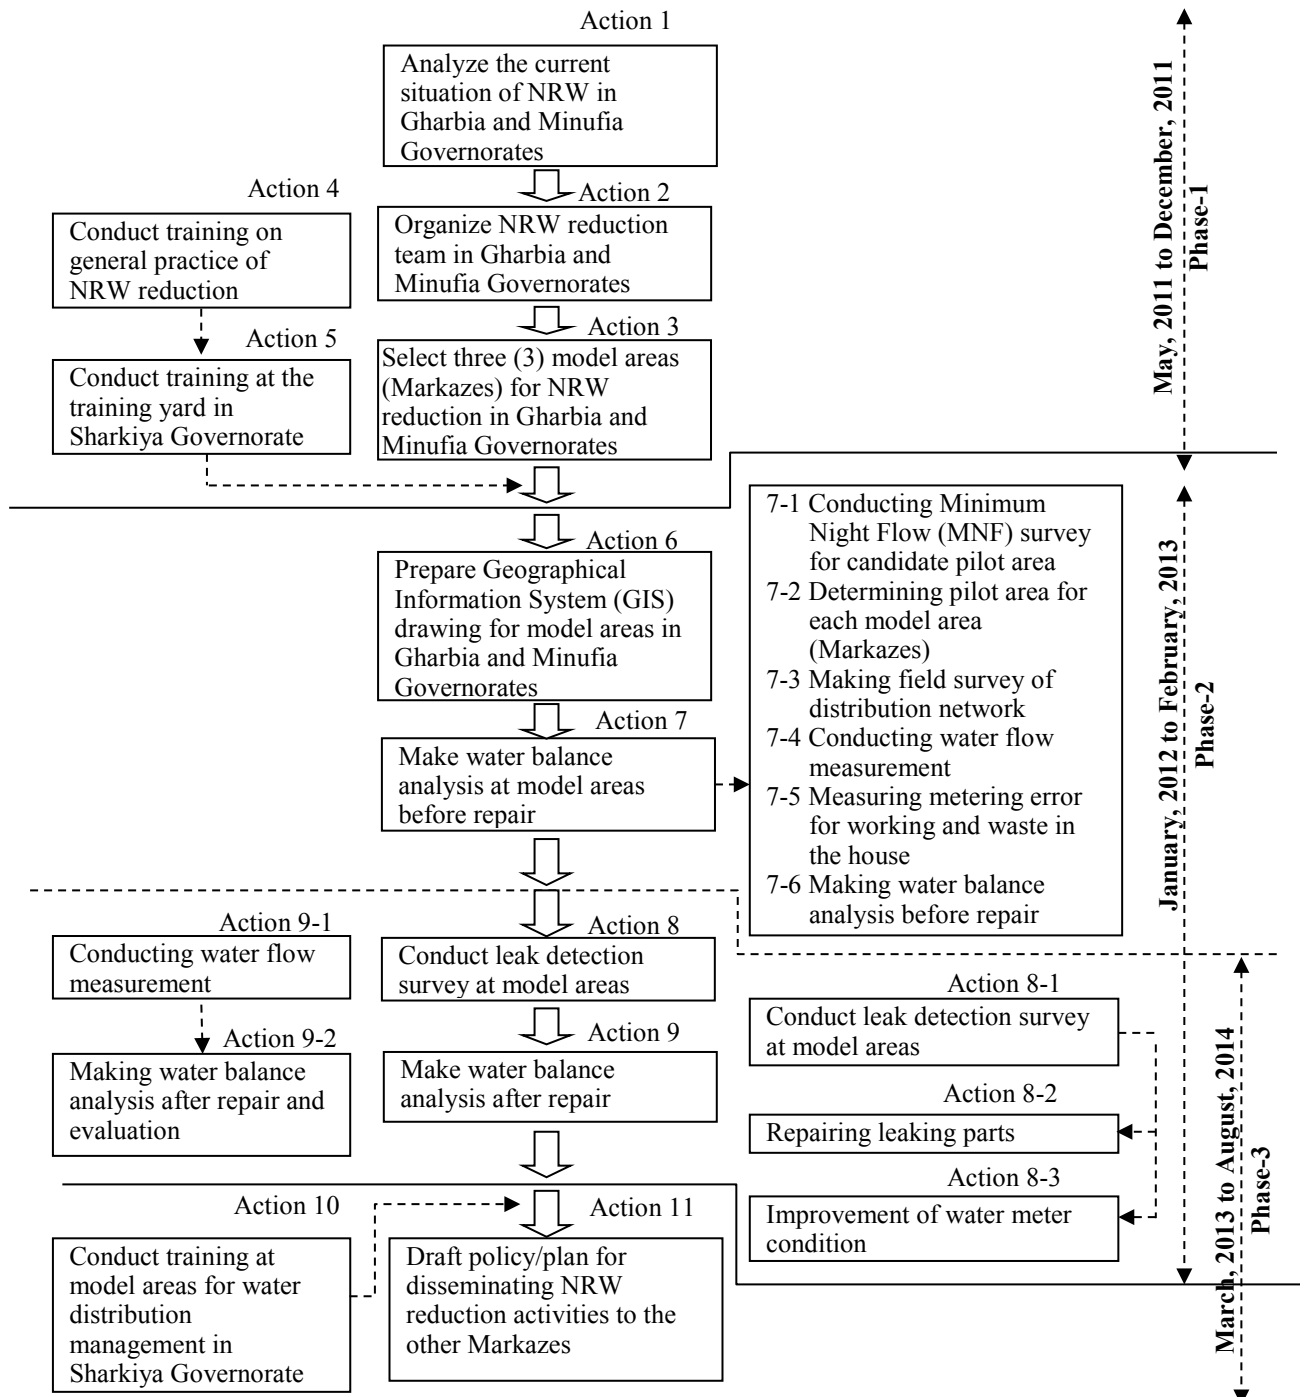 Action 1
Analyze the current
situation of NRW in
Gharbia and Minufia
Governorates
Action 2
Organize NRW reduction
team in Gharbia and
Minufia Governorates
Action 4
Conduct training on
general practice of
NRW reduction
Action 5
Conduct training at the
training yard in
Sharkiya Governorate
Action 3
Select three (3) model areas
(Markazes) for NRW
reduction in Gharbia and
Minufia Governorates
May, 2011 to December, 2011
Phase-1
Action 6
Prepare Geographical
Information System (GIS)
drawing for model areas in
Gharbia and Minufia
Governorates
Action 7
Make water balance
analysis at model areas
before repair
7-1 Conducting Minimum
Night Flow (MNF) survey
for candidate pilot area
7-2 Determining pilot area for
each model area
(Markazes)
7-3 Making field survey of
distribution network
7-4 Conducting water flow
measurement
7-5 Measuring metering error
for working and waste in
the house
7-6 Making water balance
analysis before repair
January, 2012 to February, 2013
Phase-2
Action 8
Conduct leak detection
survey at model areas
Action 9-1
Conducting water flow
measurement
Action 9-2
Making water balance
analysis after repair and
evaluation
Action 9
Make water balance
analysis after repair
Action 8-1
Conduct leak detection survey
at model areas
Action 8-2
Repairing leaking parts
Action 8-3
Improvement of water meter
condition
Action 10
Conduct training at
model areas for water
distribution
management in
Sharkiya Governorate
Action 11
Draft policy/plan for
disseminating NRW
reduction activities to the
other Markazes
March, 2013 to August, 2014
Phase-3